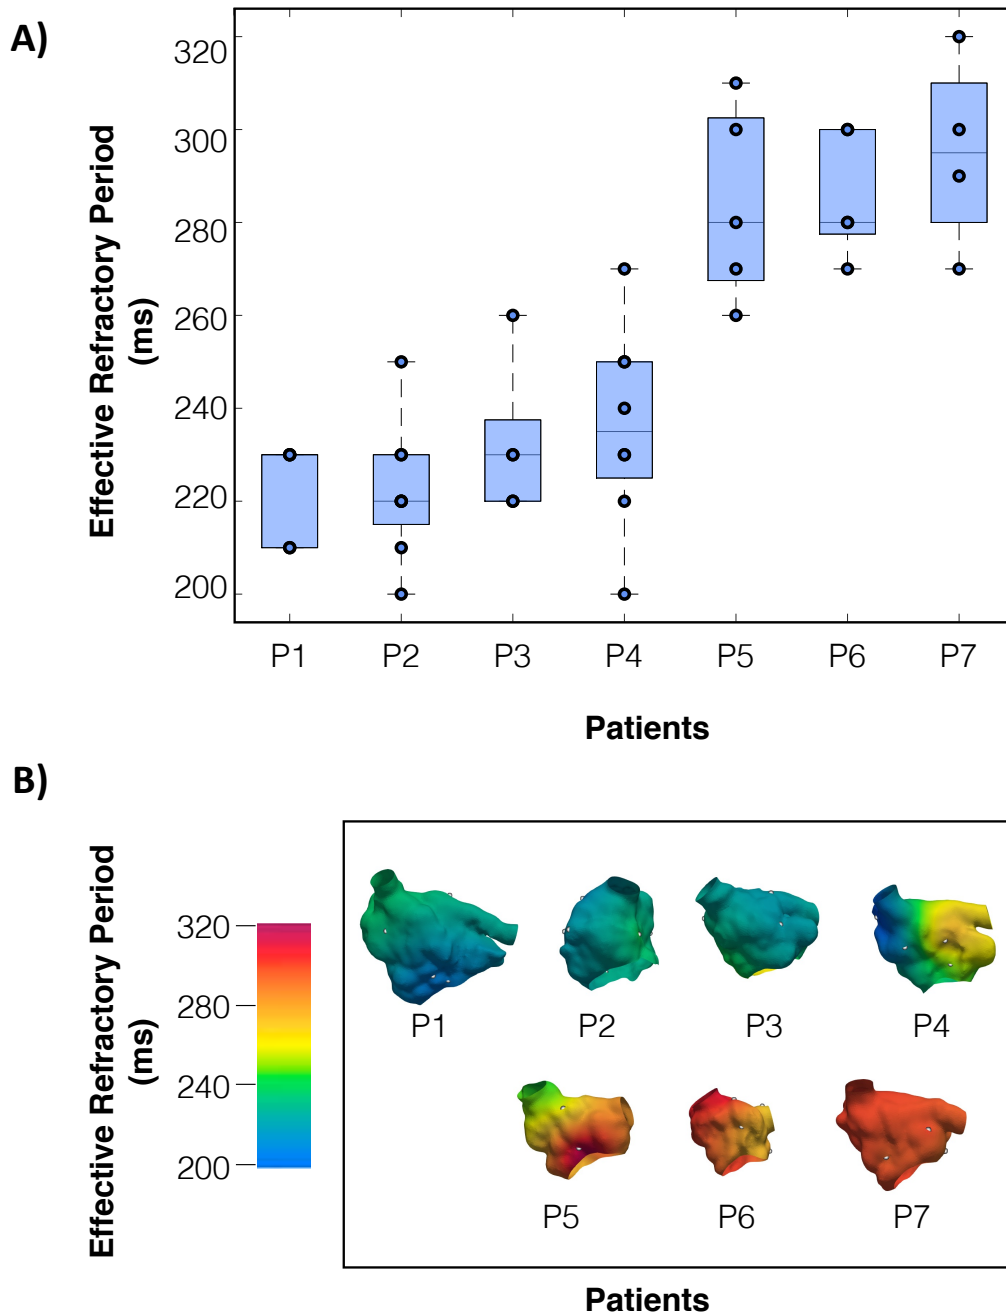 A)
Effective Refractory Period
(ms)
320
300
280
260
240
220
200
P1 P2 P3 P4 P5 P6 P7
Patients
B)
Effective Refractory Period
(ms)
320
280
240
200
P1 P2 P3 P4
P5 P6 P7
Patients